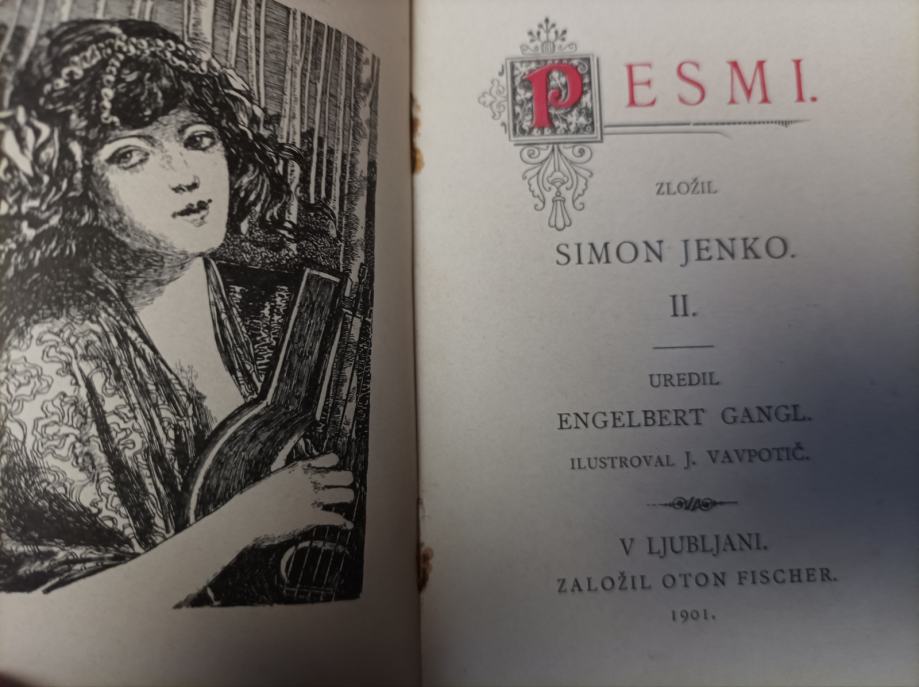 PESMI.
ZLOŽIL
SIMON JENKO.
II.
UREDIL
ENGELBERT GANGL.
ILUSTROVAL J. VAVPOTIČ.
V LJUBLJANI.
ZALOŽIL OTON FISCHER.
1901.